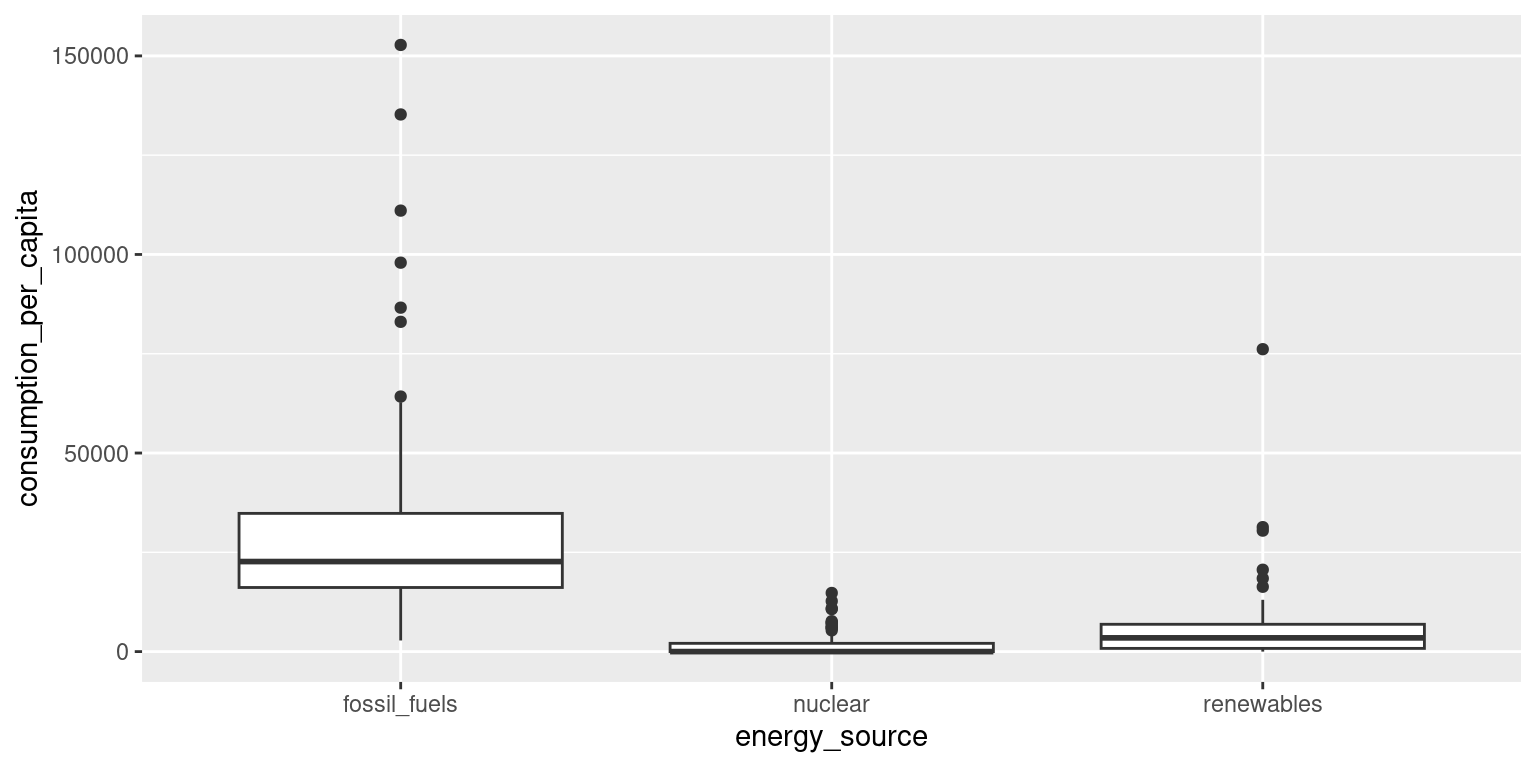 consumption_per_capita
150000
100000
50000
0
fossil_fuels
nuclear
renewables
energy_source